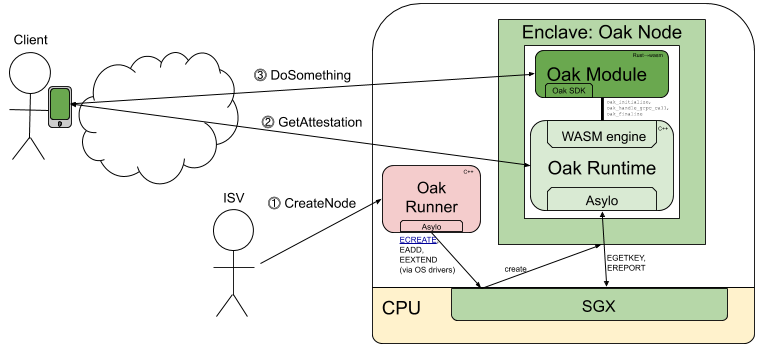 Client
Enclave: Oak Node
Rust→wasm
Oak Module
Oak SDK
③ DoSomething
oak_initialize,
oak_handle_grpc_call,
oak_finalize
② GetAttestation
C++
WASM engine
Oak Runtime
Asylo
C++
Oak
Runner
Asylo
ISV
① CreateNode
ECREATE,
EADD,
EEXTEND
(via OS drivers)
create
EGETKEY,
EREPORT
CPU
SGX